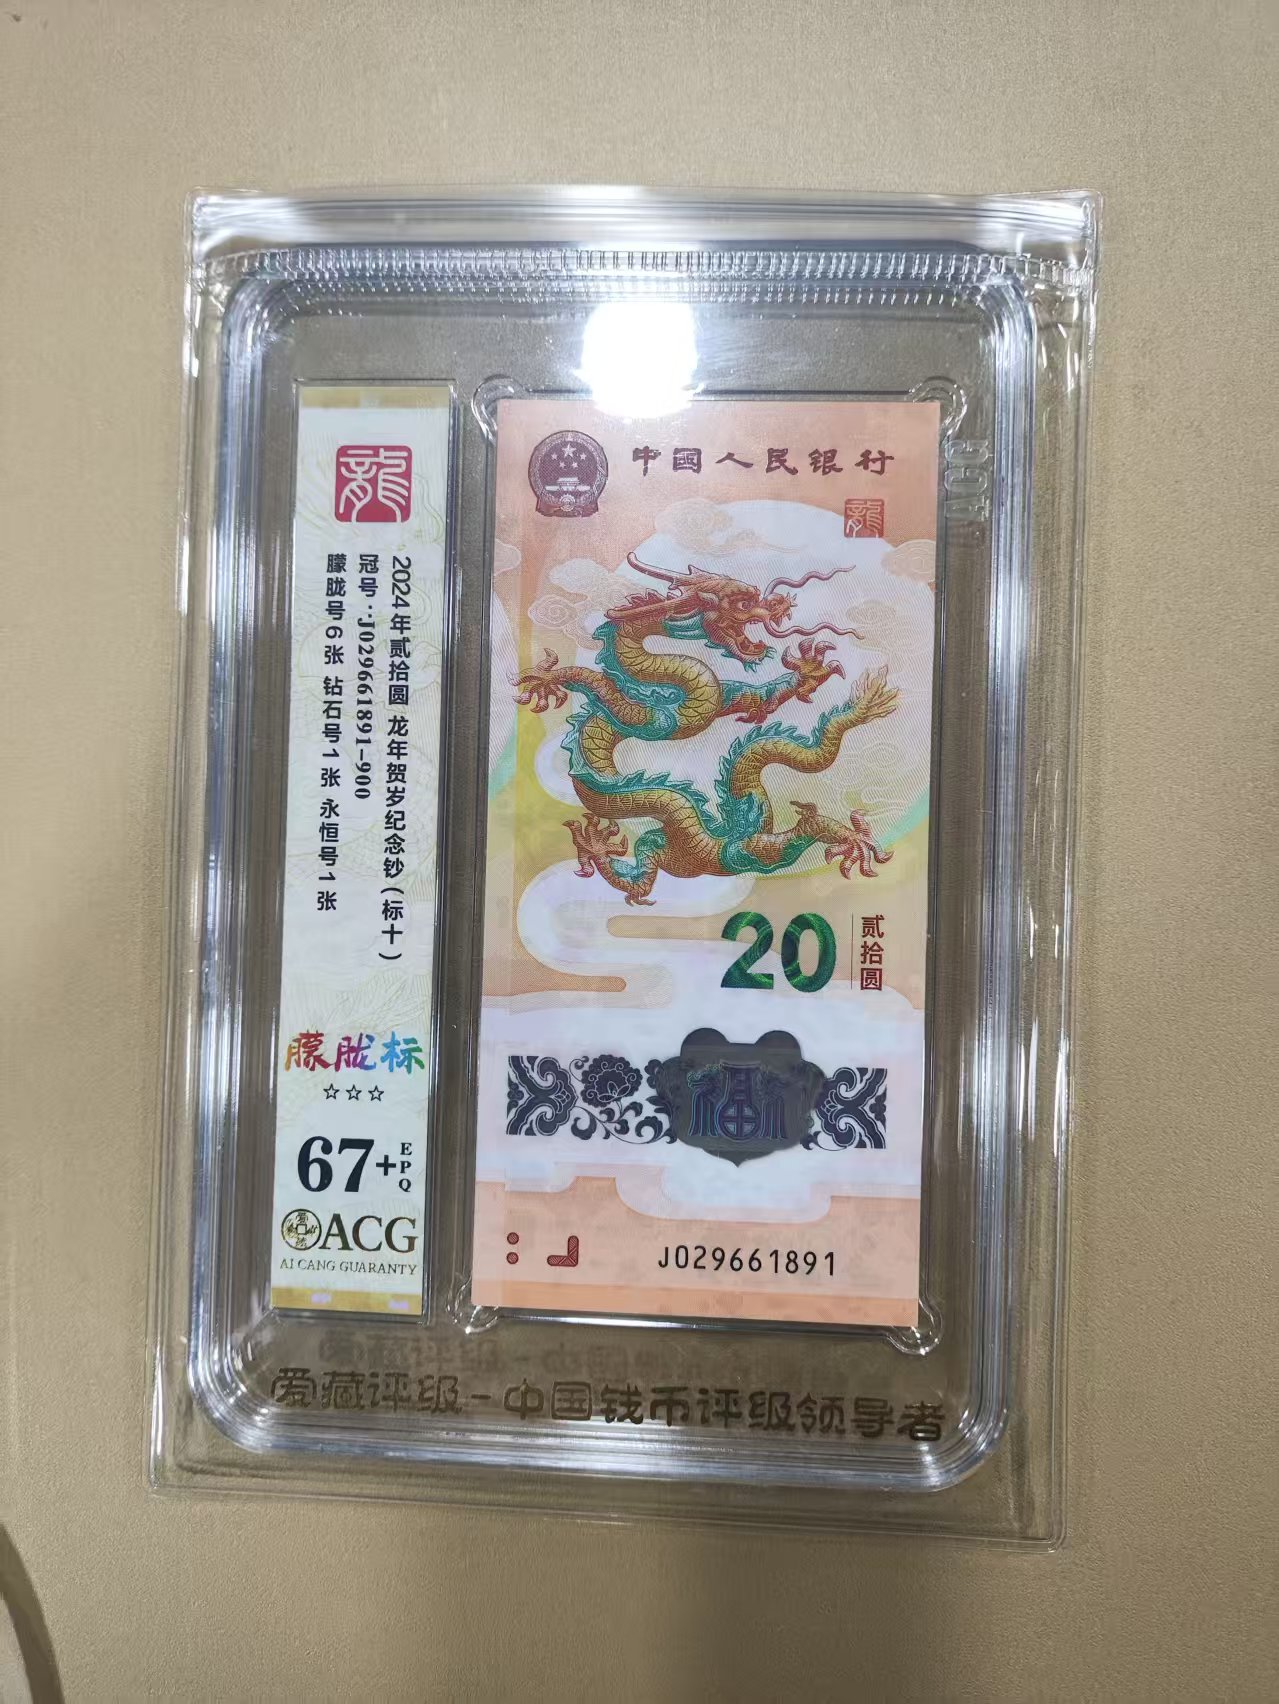 龍
2024年贰拾圆 龙年贺岁纪念钞(标十)
冠号:J029661891-900
朦胧号6张 钻石号1张 永恒号1张
朦胧标
☆☆☆
67+
EPQ
ACG
AI CANG GUARANTY
中国人民银行
龍
20
贰拾圆
福
J029661891
ACG
爱藏评级-中国钱币评级领导者